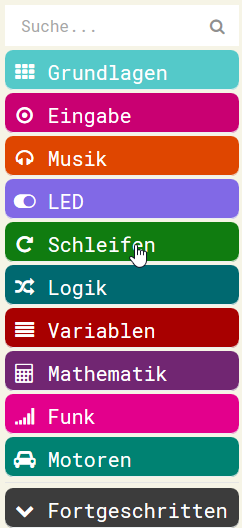 Suche...
Grundlagen
Eingabe
Musik
LED
Schleifen
Logik
Variablen
Mathematik
Funk
Motoren
Fortgeschritten